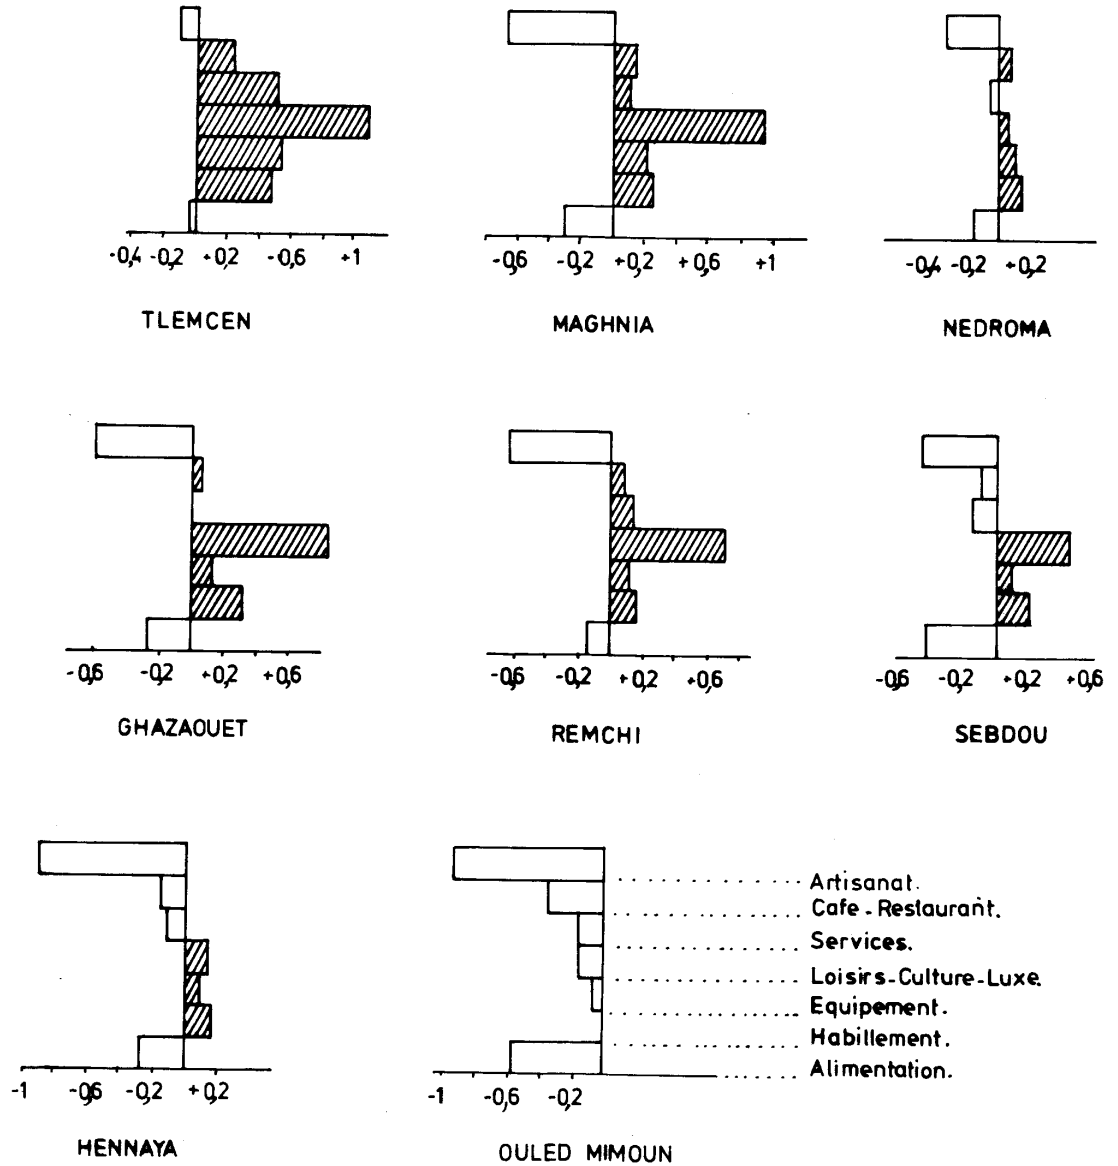 -0,4 -0,2 +0,2 -0,6 +1
TLEMCEN
-0,6 -0,2 +0,2 +0,6 +1
MAGHNIA
-0,4 -0,2 +0,2
NEDROMA
-0,6 -0,2 +0,2 +0,6
GHAZAOUET
-0,6 -0,2 +0,2 +0,6
REMCHI
-0,6 -0,2 +0,2 +0,6
SEBDOU
-1 -0,6 -0,2 +0,2
HENNAYA
Artisanat.
Cafe - Restaurant.
Services.
Loisirs-Culture-Luxe.
Equipement.
Habillement.
Alimentation.
-1 -0,6 -0,2
OULED MIMOUN